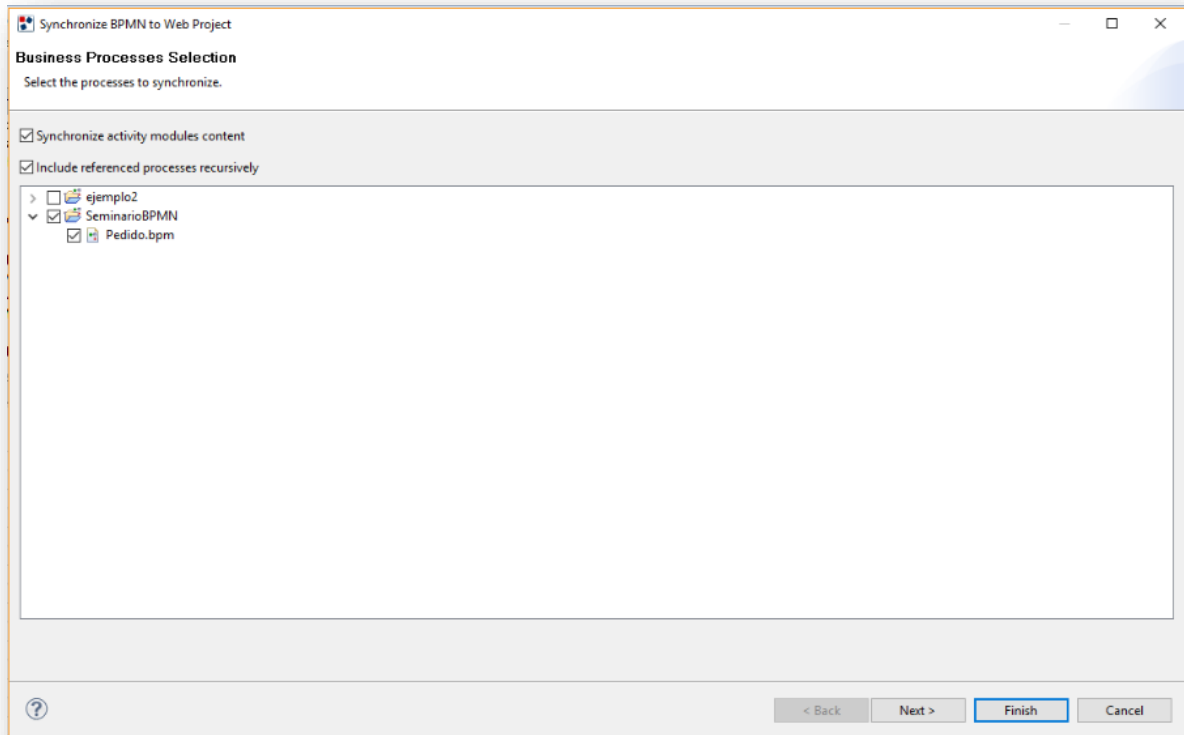 Synchronize BPMN to Web Project
Business Processes Selection
Select the processes to synchronize.
Synchronize activity modules content
Include referenced processes recursively
ejemplo2
SeminarioBPMN
Pedido.bpm
?
< Back Next > Finish Cancel